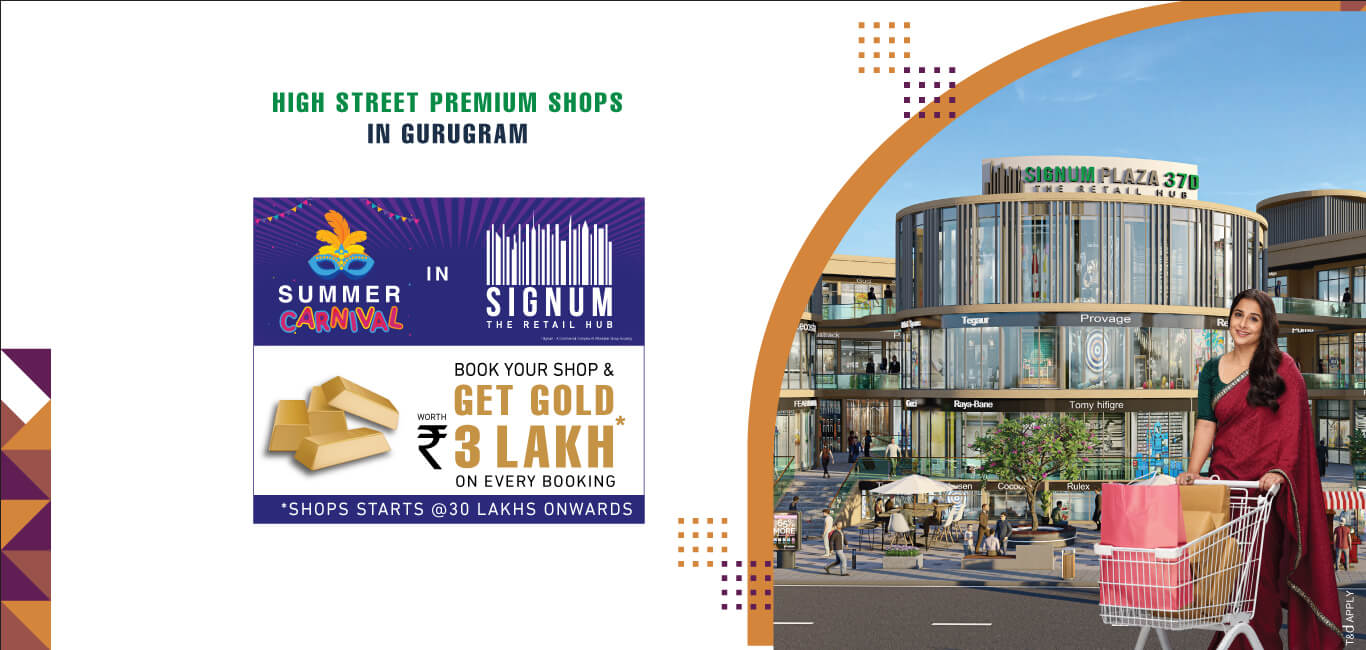 HIGH STREET PREMIUM SHOPS
IN GURUGRAM
SUMMER
CARNIVAL
IN
SIGNUM
THE RETAIL HUB
BOOK YOUR SHOP &
GET GOLD
WORTH
₹ 3 LAKH*
ON EVERY BOOKING
*SHOPS STARTS @30 LAKHS ONWARDS
SIGNUM PLAZA 37D
THE RETAIL HUB
Tegaur
Provage
Raya-Bane
Tomy hifigre
Rulex
65%
MORE
T&C APPLY